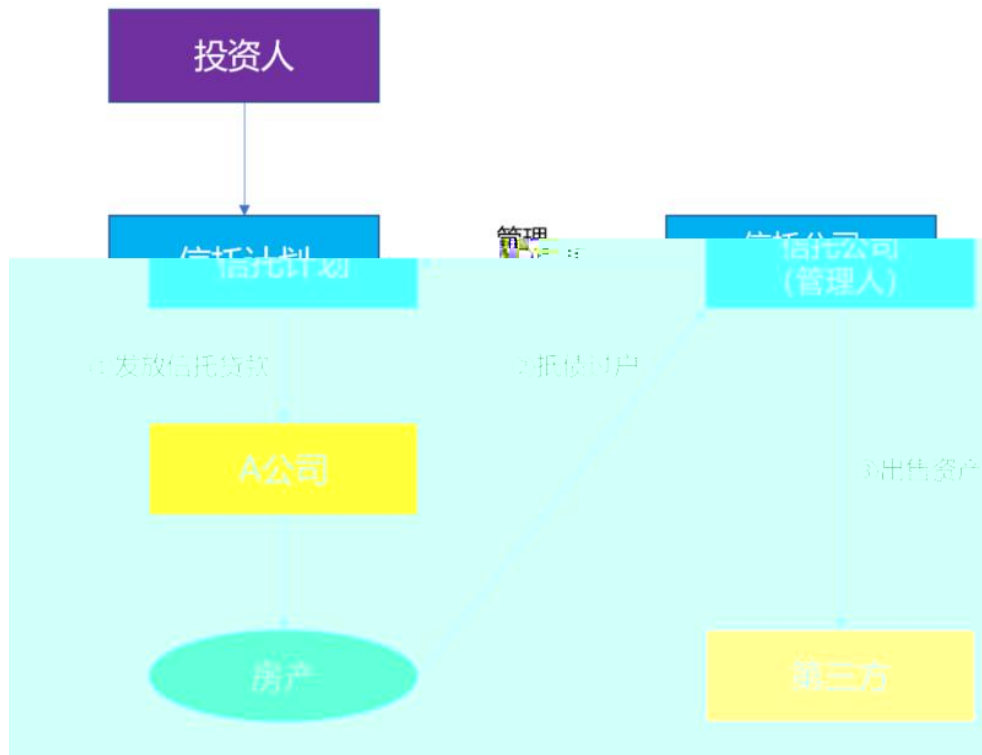 投资人
管理
信托计划
信托公司
（管理人）
①发放信托贷款
②抵债过户
A公司
③出售资产
房产
第三方